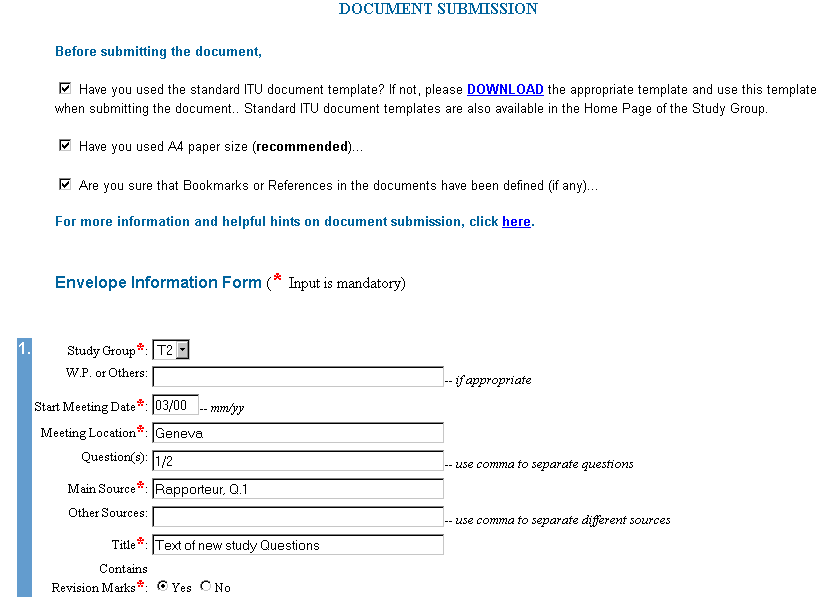 DOCUMENT SUBMISSION
Before submitting the document,
Have you used the standard ITU document template? If not, please DOWNLOAD the appropriate template and use this template
when submitting the document.. Standard ITU document templates are also available in the Home Page of the Study Group.
Have you used A4 paper size (recommended)...
Are you sure that Bookmarks or References in the documents have been defined (if any)...
For more information and helpful hints on document submission, click here.
Envelope Information Form (* Input is mandatory)
1. Study Group*: T2
W.P. or Others: -- if appropriate
Start Meeting Date*: 03/00 -- mm/yy
Meeting Location*: Geneva
Question(s): 1/2 -- use comma to separate questions
Main Source*: Rapporteur, Q.1
Other Sources: -- use comma to separate different sources
Title*: Text of new study Questions
Contains
Revision Marks*: Yes No